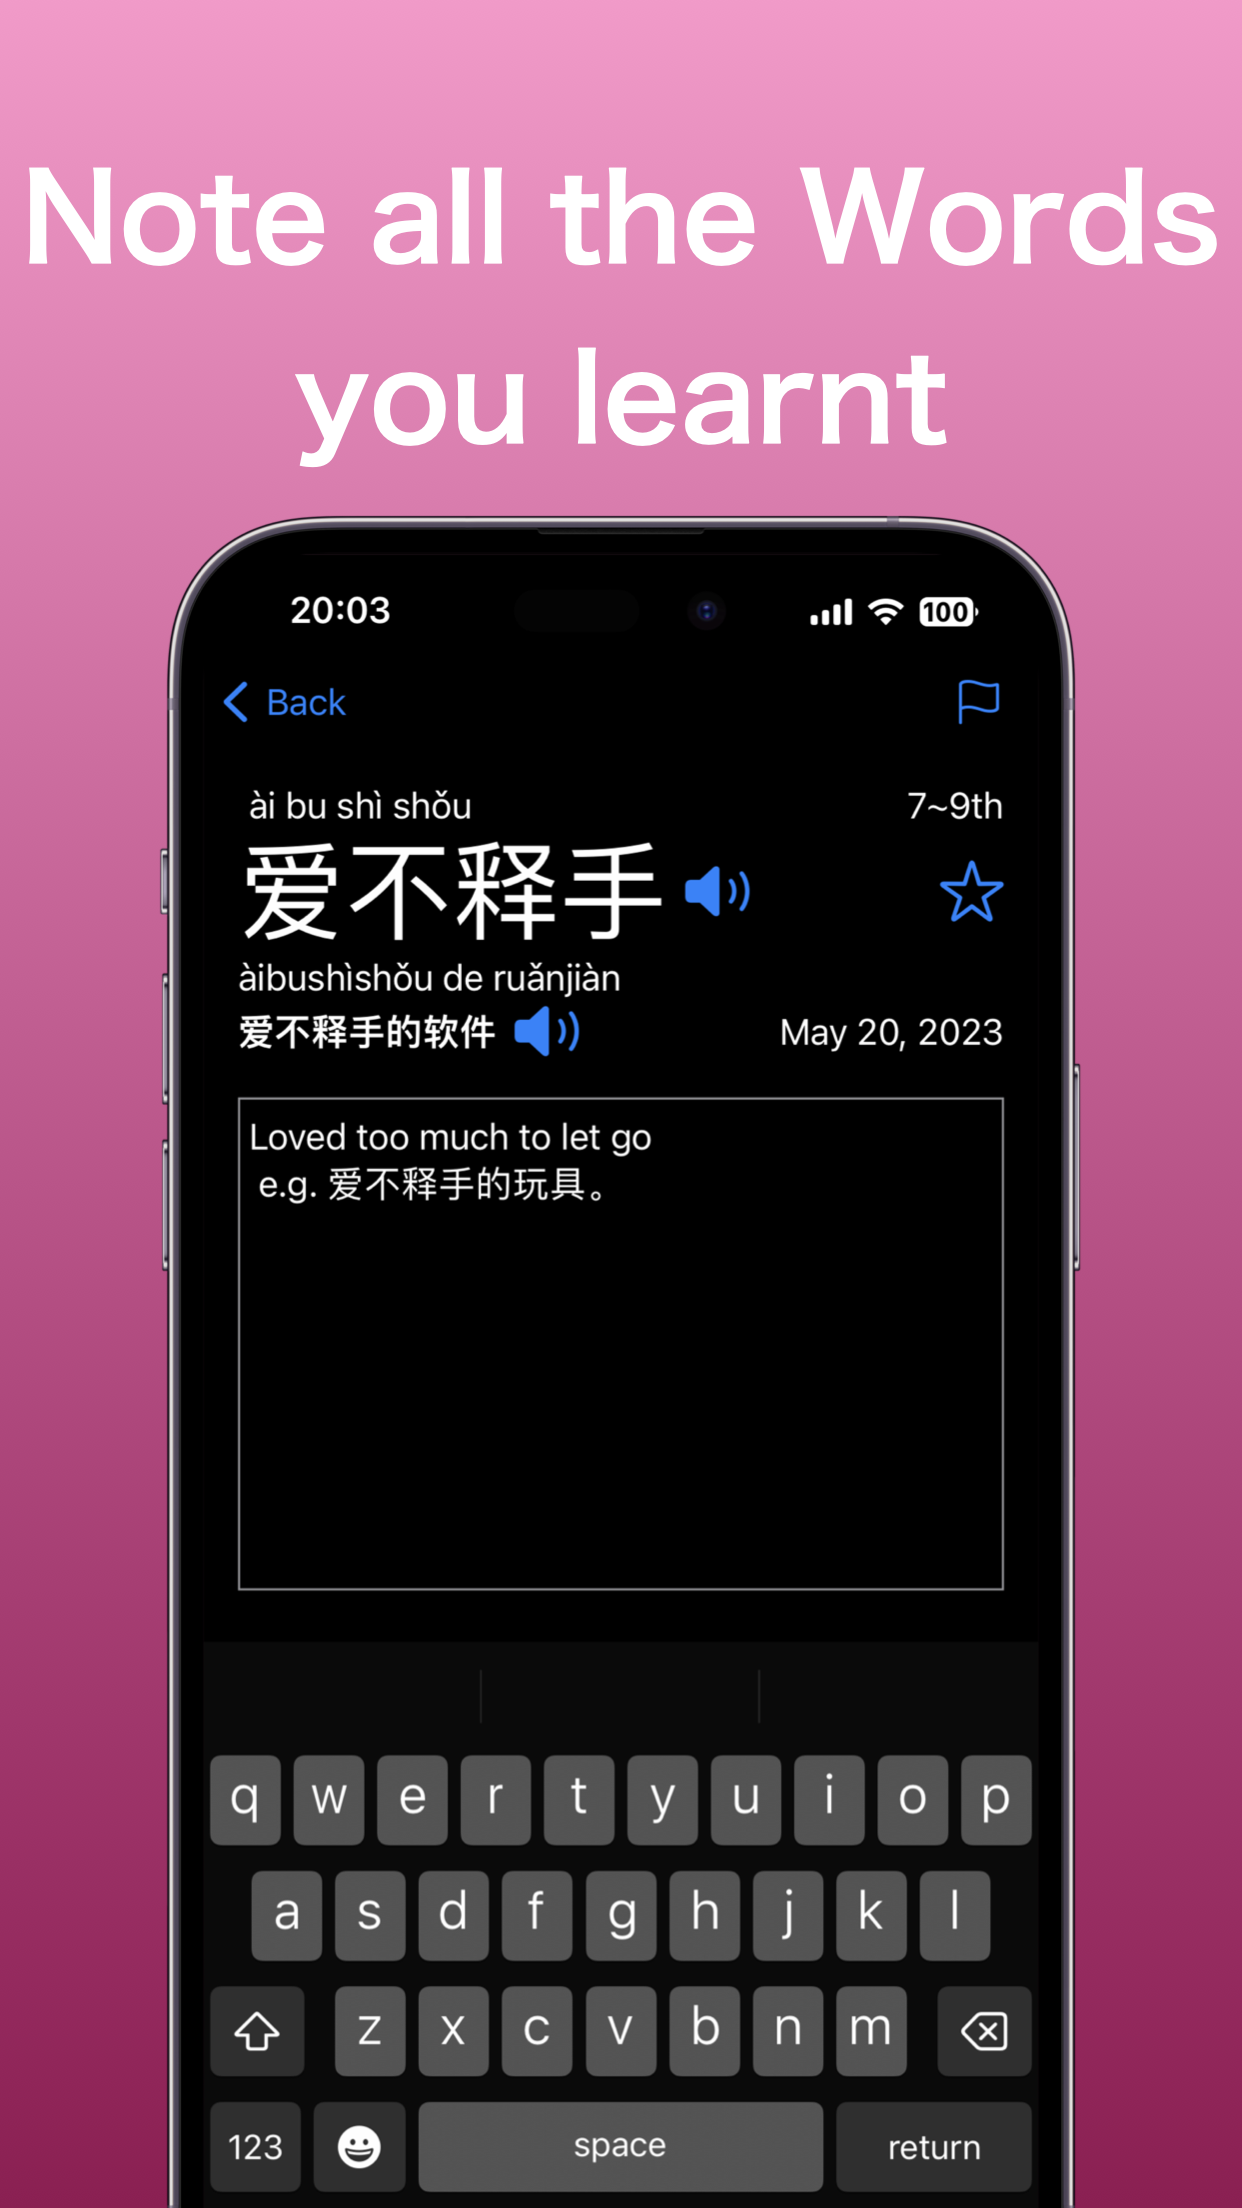 Note all the Words
you learnt
20:03
100
Back
ài bu shì shǒu
7~9th
爱不释手
àibushìshǒu de ruǎnjiàn
爱不释手的软件
May 20, 2023
Loved too much to let go
e.g. 爱不释手的玩具。
q w e r t y u i o p
a s d f g h j k l
z x c v b n m
123
space
return